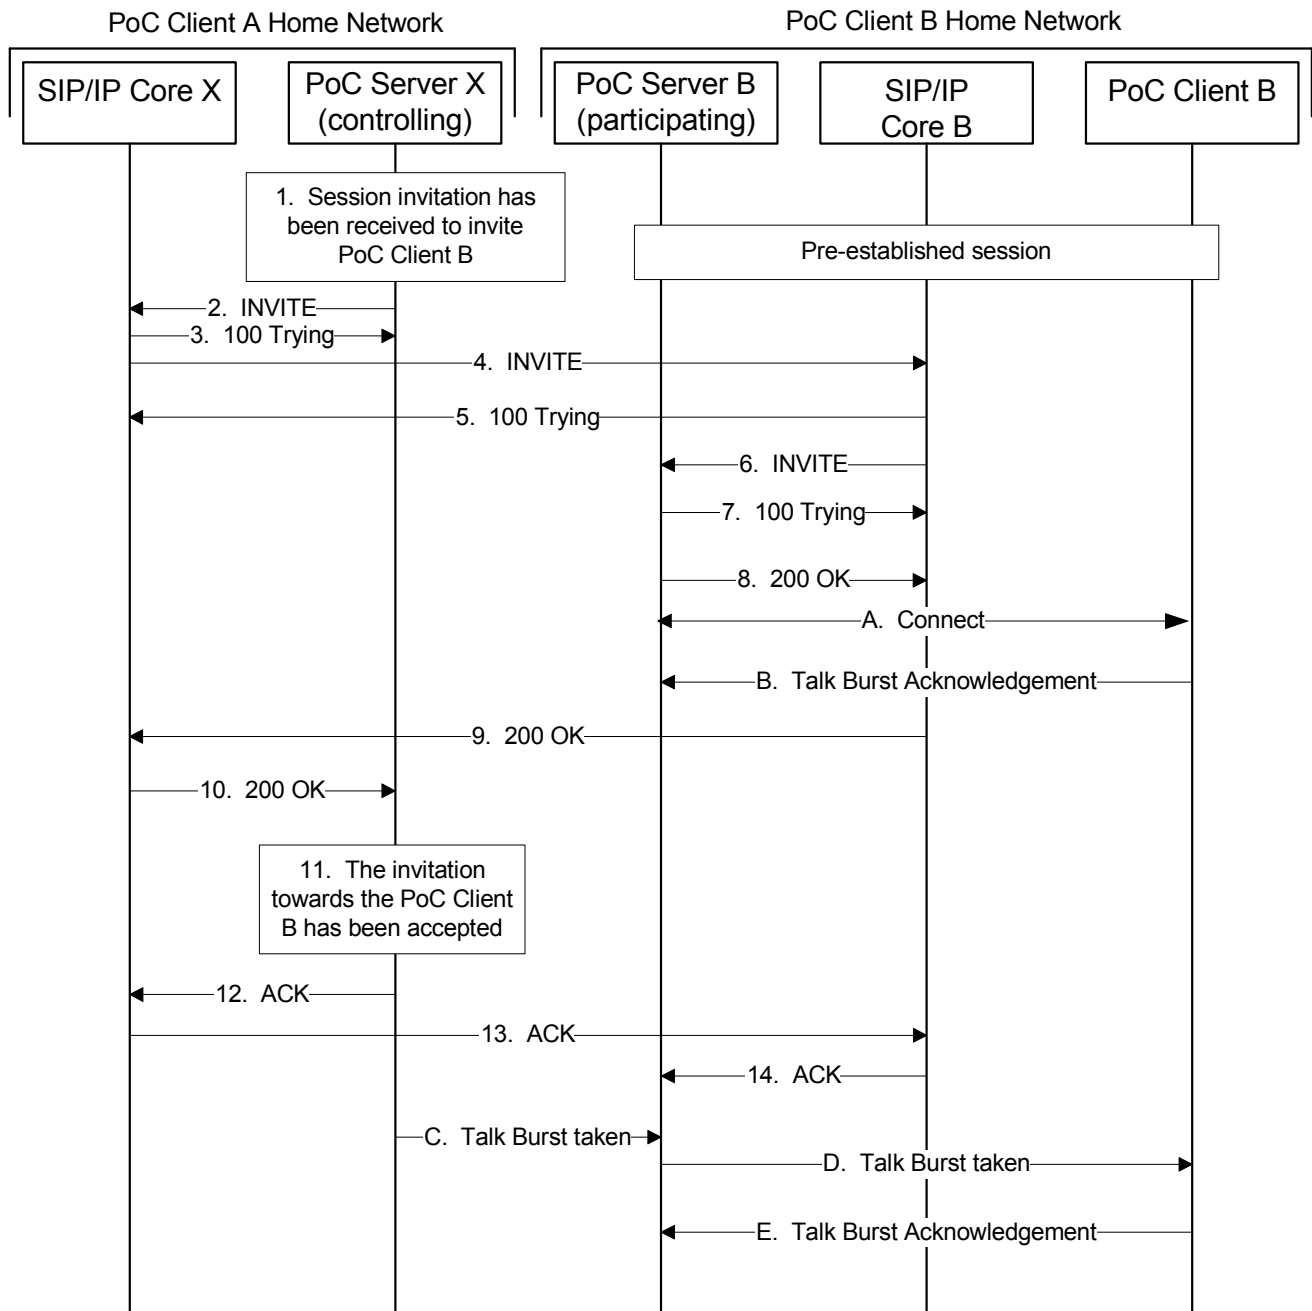 PoC Client A Home Network
PoC Client B Home Network
SIP/IP Core X
PoC Server X
(controlling)
PoC Server B
(participating)
SIP/IP
Core B
PoC Client B
1. Session invitation has
been received to invite
PoC Client B
Pre-established session
2. INVITE
3. 100 Trying
4. INVITE
5. 100 Trying
6. INVITE
7. 100 Trying
8. 200 OK
A. Connect
B. Talk Burst Acknowledgement
9. 200 OK
10. 200 OK
11. The invitation
towards the PoC Client
B has been accepted
12. ACK
13. ACK
14. ACK
C. Talk Burst taken
D. Talk Burst taken
E. Talk Burst Acknowledgement